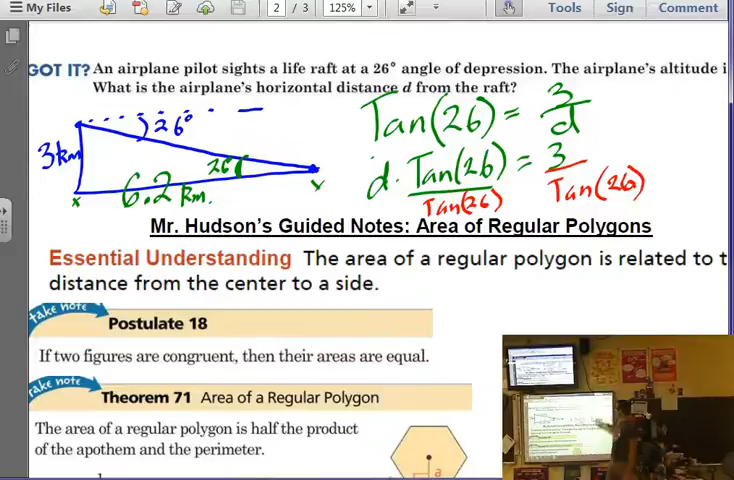 My Files
2 / 3
125%
Tools
Sign
Comment
GOT IT? An airplane pilot sights a life raft at a 26° angle of depression. The airplane's altitude i
What is the airplane's horizontal distance d from the raft?
26°
3km
26
6.2 km.
Tan(26) = 3/d
d. Tan(26) = 3
Tan(26) Tan(26)
Mr. Hudson's Guided Notes: Area of Regular Polygons
Essential Understanding The area of a regular polygon is related to t
distance from the center to a side.
take note
Postulate 18
If two figures are congruent, then their areas are equal.
take note
Theorem 71 Area of a Regular Polygon
The area of a regular polygon is half the product
of the apothem and the perimeter.
a